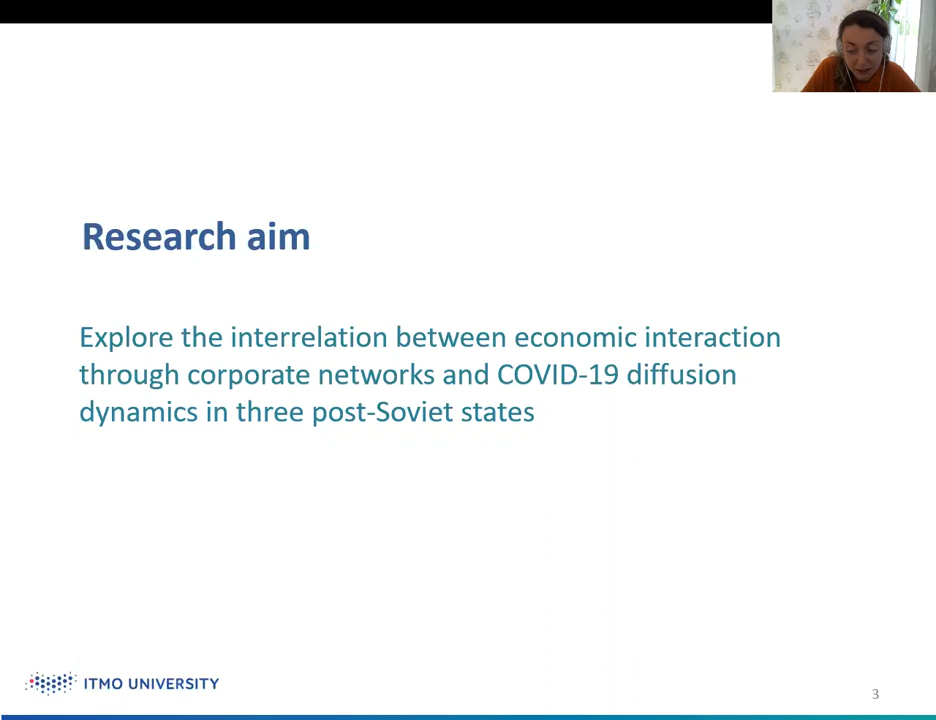 Research aim
Explore the interrelation between economic interaction
through corporate networks and COVID-19 diffusion
dynamics in three post-Soviet states
ITMO UNIVERSITY
3